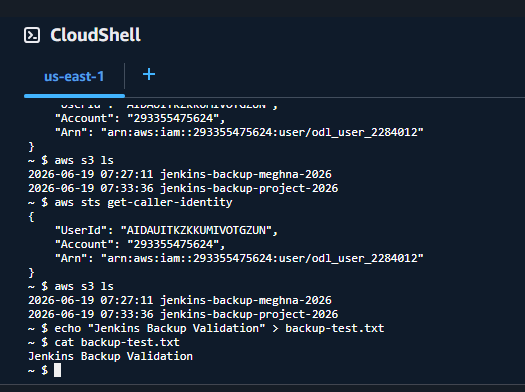 CloudShell
us-east-1 +
"UserId": "AIDAUITKZKKUMIVOTGZUN",
"Account": "293355475624",
"Arn": "arn:aws:iam::293355475624:user/odl_user_2284012"
}
~ $ aws s3 ls
2026-06-19 07:27:11 jenkins-backup-meghna-2026
2026-06-19 07:33:36 jenkins-backup-project-2026
~ $ aws sts get-caller-identity
{
"UserId": "AIDAUITKZKKUMIVOTGZUN",
"Account": "293355475624",
"Arn": "arn:aws:iam::293355475624:user/odl_user_2284012"
}
~ $ aws s3 ls
2026-06-19 07:27:11 jenkins-backup-meghna-2026
2026-06-19 07:33:36 jenkins-backup-project-2026
~ $ echo "Jenkins Backup Validation" > backup-test.txt
~ $ cat backup-test.txt
Jenkins Backup Validation
~ $